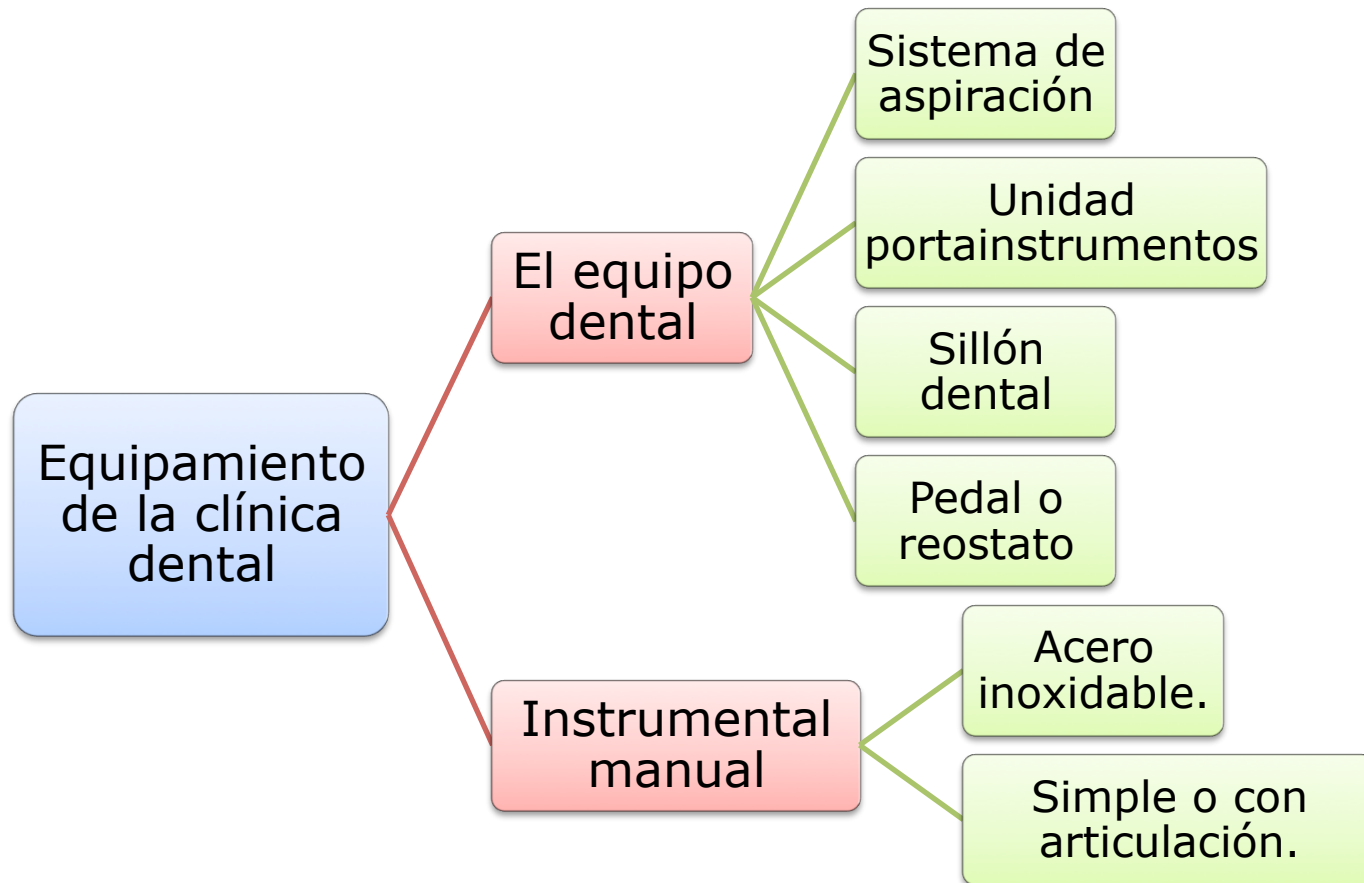 Equipamiento
de la clínica
dental
El equipo
dental
Sistema de
aspiración
Unidad
portainstrumentos
Sillón
dental
Pedal o
reostato
Instrumental
manual
Acero
inoxidable.
Simple o con
articulación.